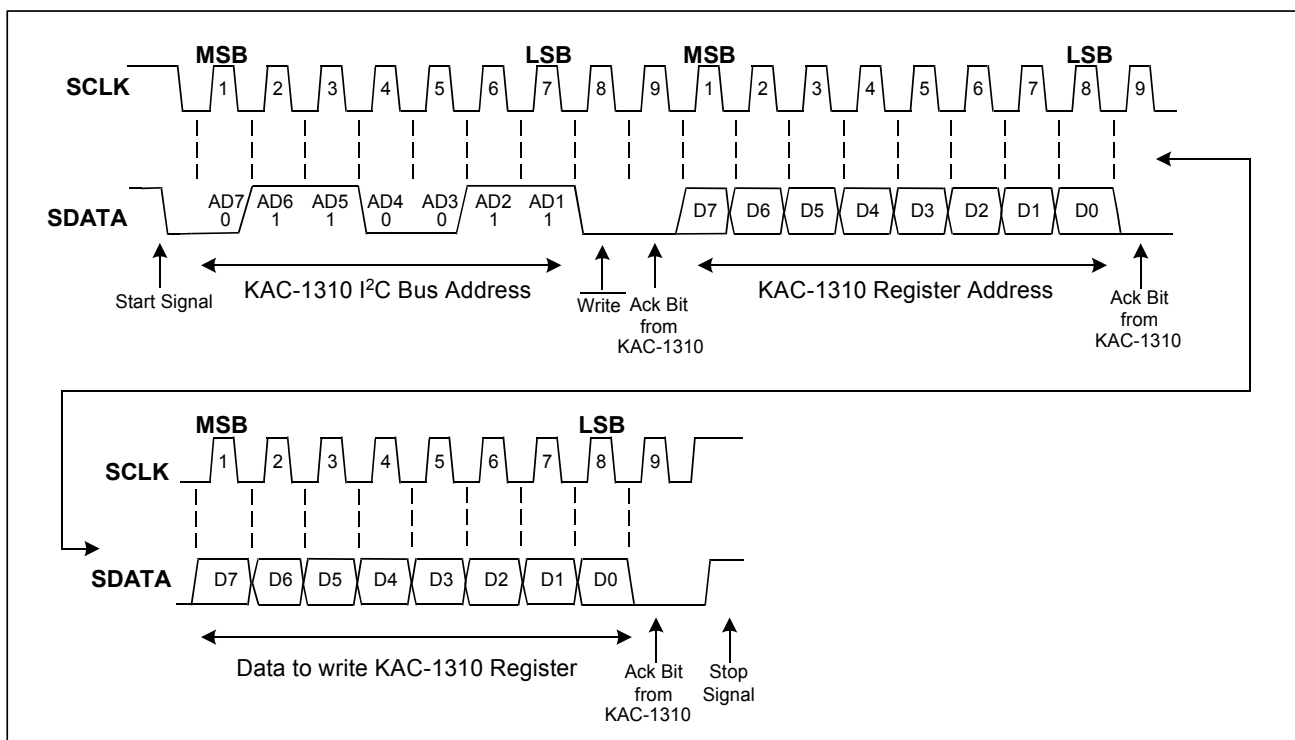 MSB LSB MSB LSB
SCLK 1 2 3 4 5 6 7 8 9 1 2 3 4 5 6 7 8 9
AD7 AD6 AD5 AD4 AD3 AD2 AD1
0 1 1 0 0 1 1
SDATA D7 D6 D5 D4 D3 D2 D1 D0
Start Signal
KAC-1310 I²C Bus Address
Write
Ack Bit
from
KAC-1310
KAC-1310 Register Address
Ack Bit
from
KAC-1310
MSB LSB
SCLK 1 2 3 4 5 6 7 8 9
SDATA D7 D6 D5 D4 D3 D2 D1 D0
Data to write KAC-1310 Register
Ack Bit
from
KAC-1310
Stop
Signal